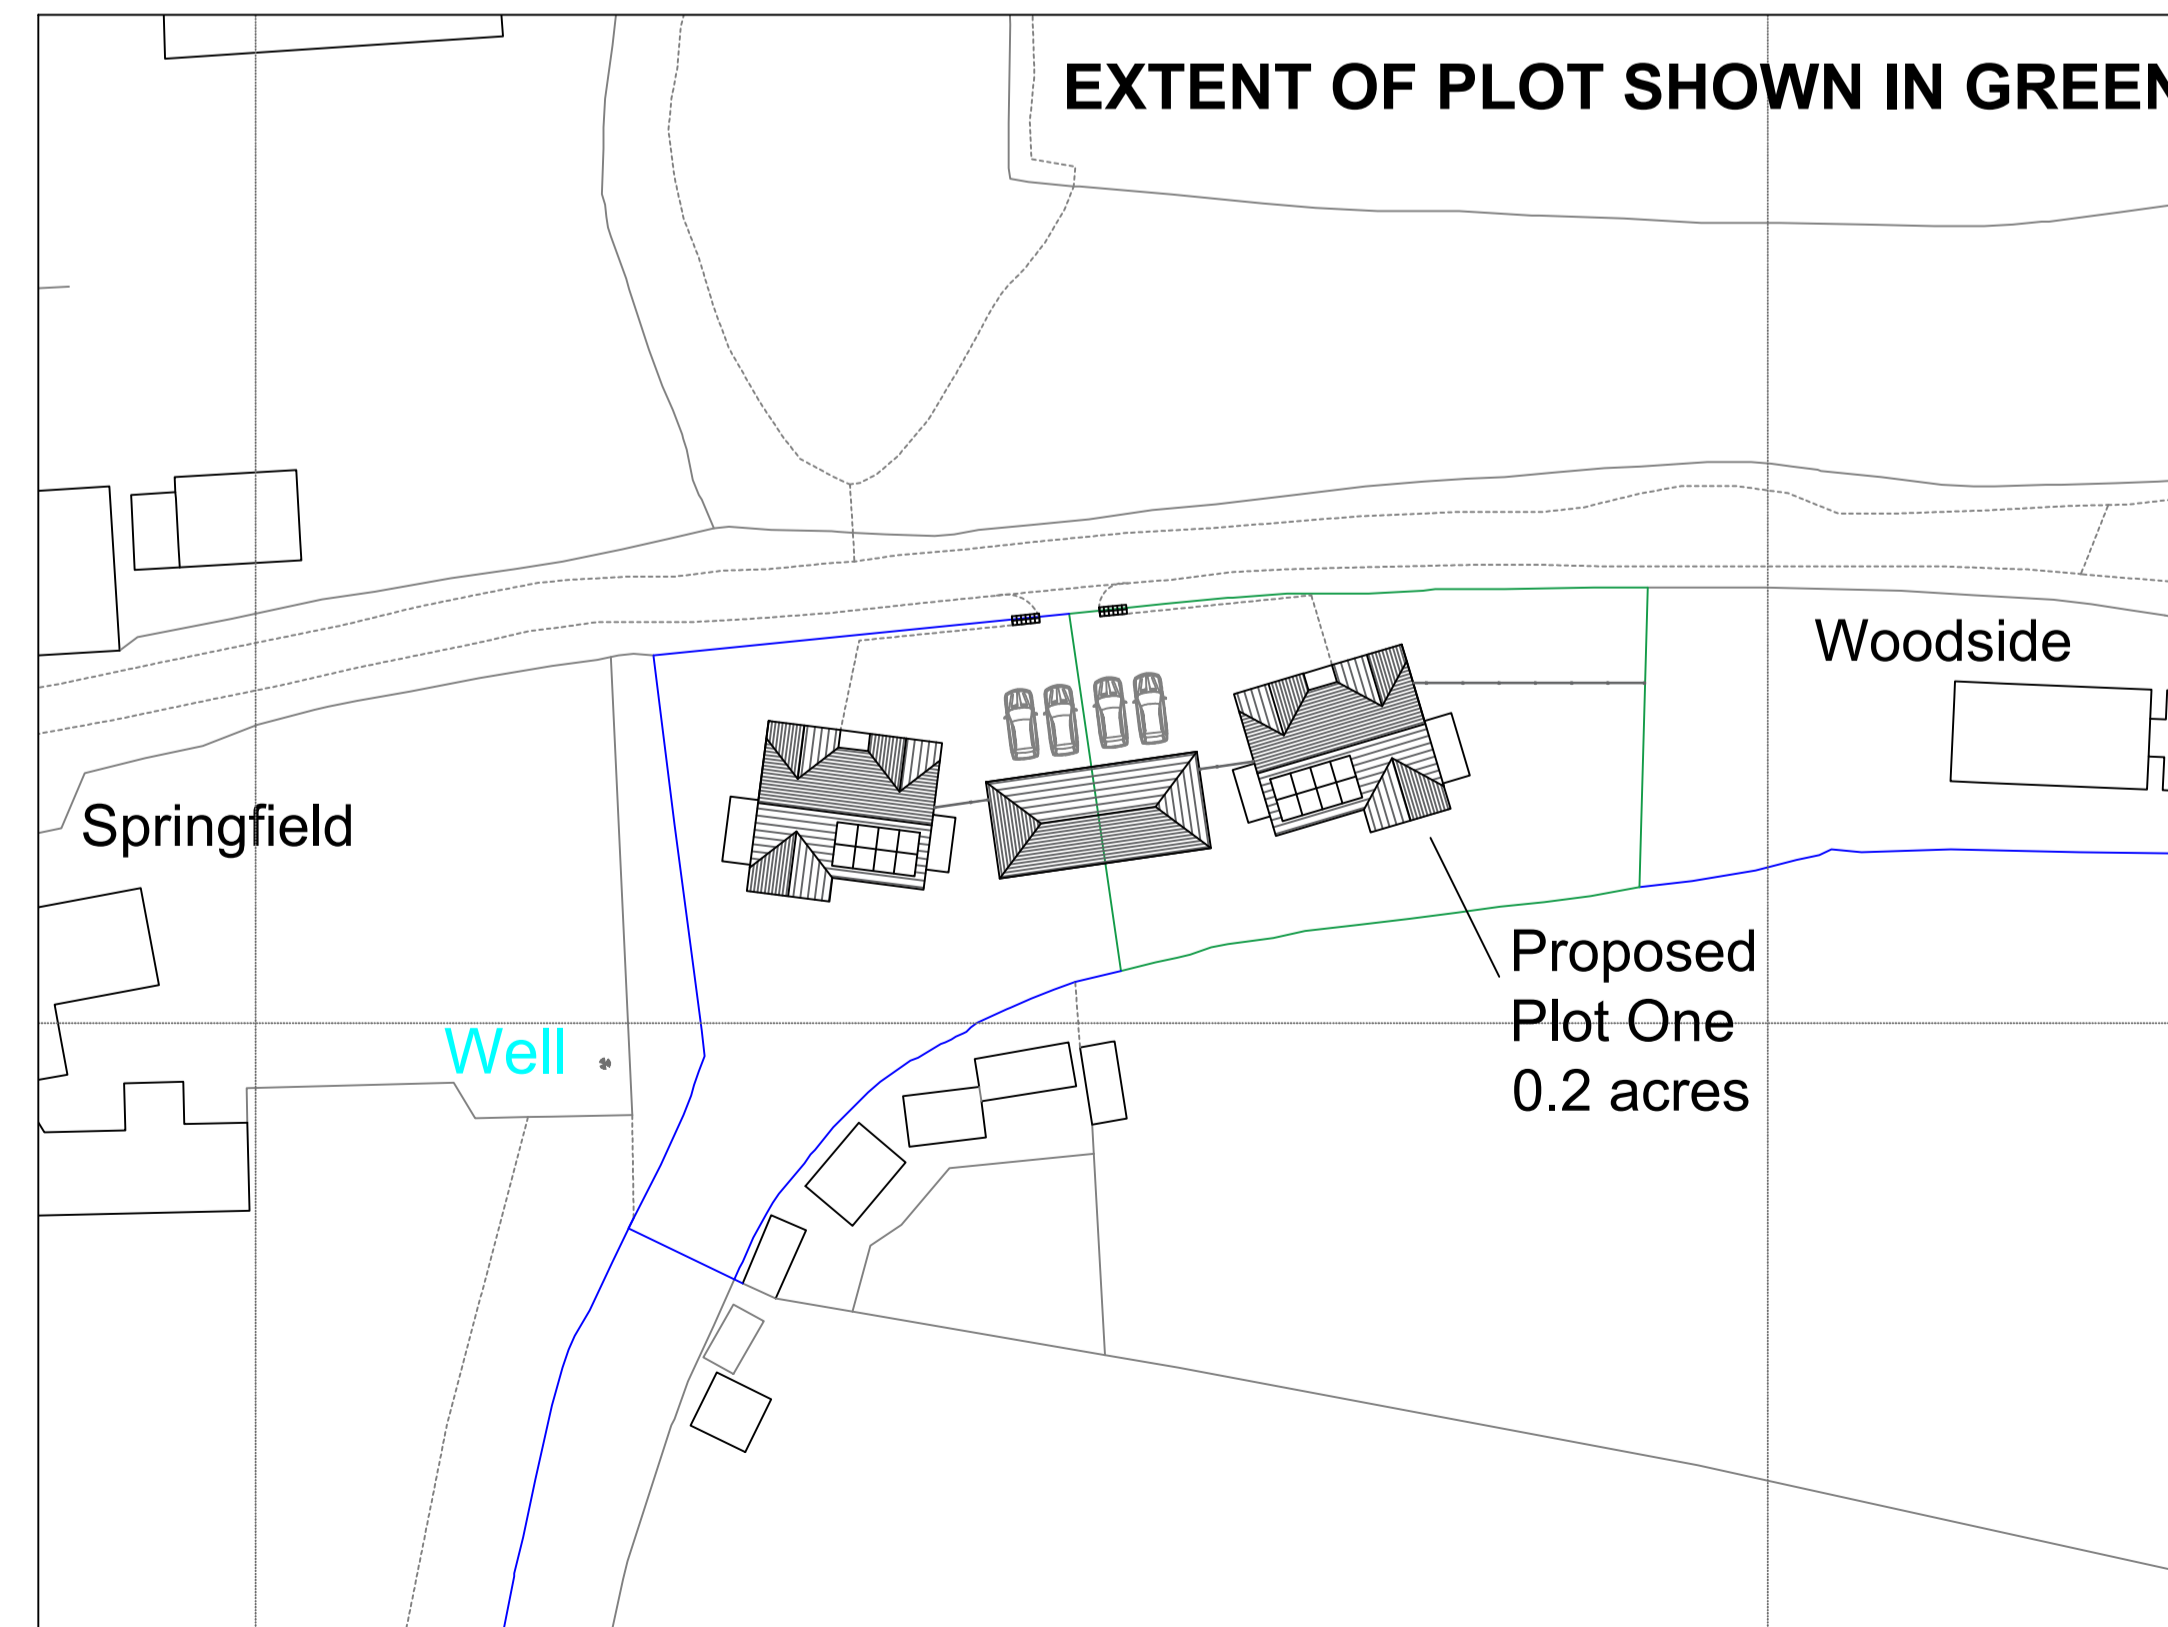 EXTENT OF PLOT SHOWN IN GREEN
Woodside
Springfield
Proposed
Plot One
0.2 acres
Well